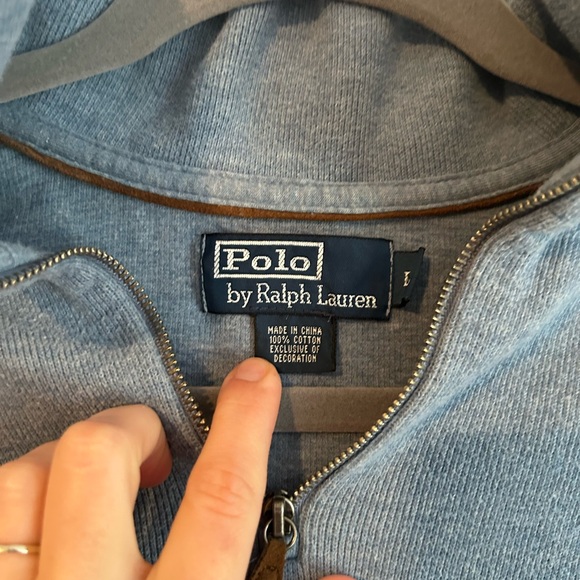 Polo
by Ralph Lauren
L
MADE IN CHINA
100% COTTON
EXCLUSIVE OF
DECORATION